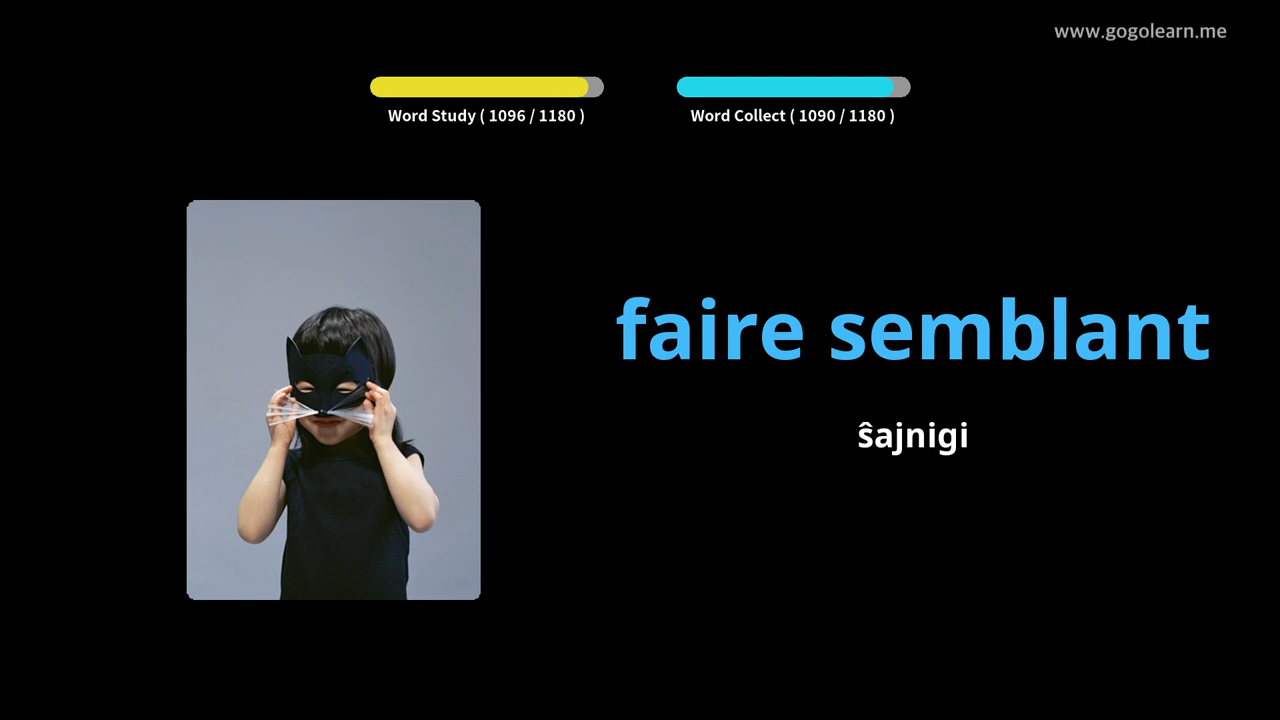 www.gogolearn.me
Word Study ( 1096 / 1180 )
Word Collect ( 1090 / 1180 )
faire semblant
ŝajnigi